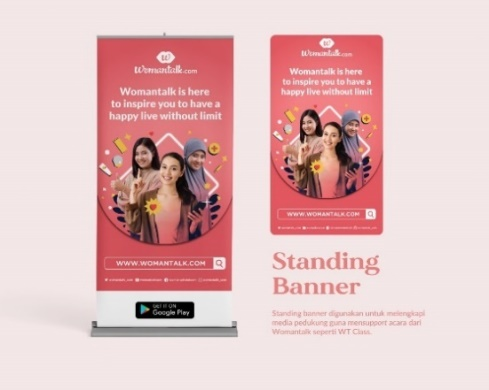 W
Womantalk.com
Womantalk is here
to inspire you to have a
happy live without limit
WWW.WOMANTALK.COM
GET IT ON
Google Play
W
Womantalk.com
Womantalk is here
to inspire you to have a
happy live without limit
WWW.WOMANTALK.COM
Standing
Banner
Standing banner digunakan untuk melengkapi
media pedukung guna mensupport acara dari
Womantalk seperti WT Class.